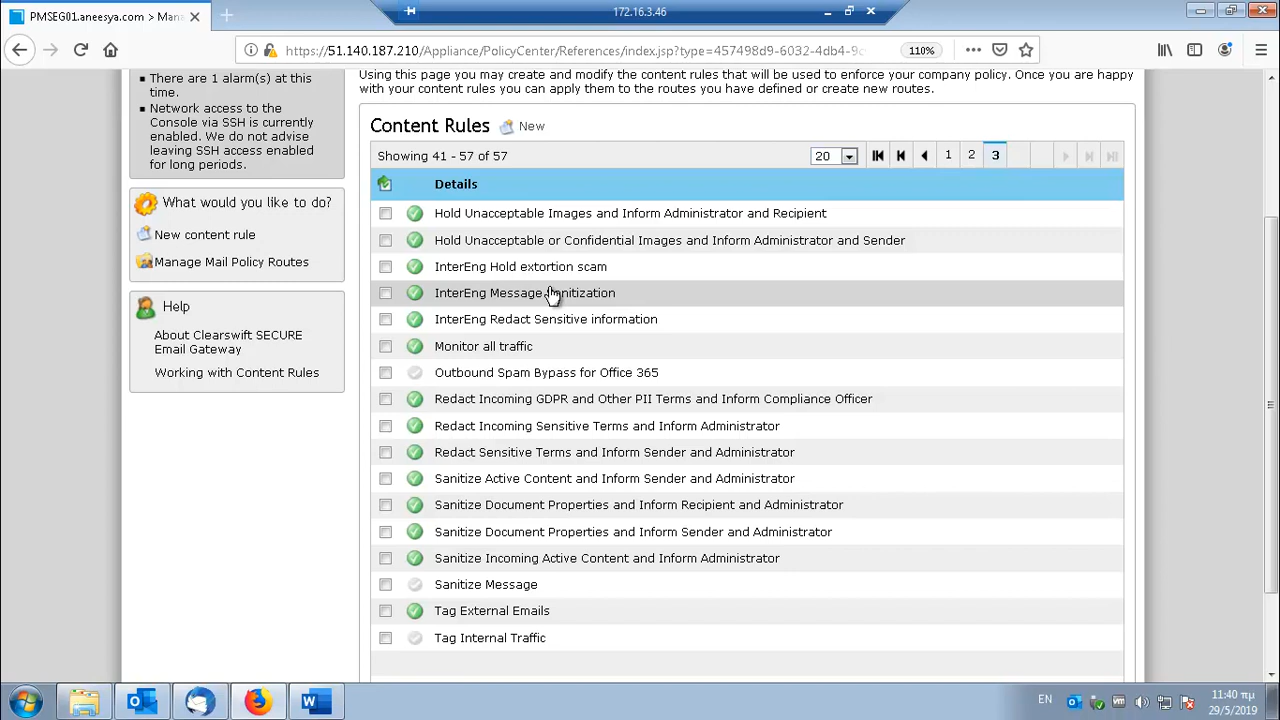 172.16.3.46
PMSEG01.aneesya.com > Mana
https://51.140.187.210/Appliance/PolicyCenter/References/index.jsp?type=457498d9-6032-4db4-9c
110%
There are 1 alarm(s) at this
time.
Network access to the
Console via SSH is currently
enabled. We do not advise
leaving SSH access enabled
for long periods.
What would you like to do?
New content rule
Manage Mail Policy Routes
Help
About Clearswift SECURE
Email Gateway
Working with Content Rules
Using this page you may create and modify the content rules that will be used to enforce your company policy. Once you are happy
with your content rules you can apply them to the routes you have defined or create new routes.
Content Rules New
Showing 41 - 57 of 57 20 1 2 3
Details
Hold Unacceptable Images and Inform Administrator and Recipient
Hold Unacceptable or Confidential Images and Inform Administrator and Sender
InterEng Hold extortion scam
InterEng Message Sanitization
InterEng Redact Sensitive information
Monitor all traffic
Outbound Spam Bypass for Office 365
Redact Incoming GDPR and Other PII Terms and Inform Compliance Officer
Redact Incoming Sensitive Terms and Inform Administrator
Redact Sensitive Terms and Inform Sender and Administrator
Sanitize Active Content and Inform Sender and Administrator
Sanitize Document Properties and Inform Recipient and Administrator
Sanitize Document Properties and Inform Sender and Administrator
Sanitize Incoming Active Content and Inform Administrator
Sanitize Message
Tag External Emails
Tag Internal Traffic
EN
11:40 πμ
29/5/2019